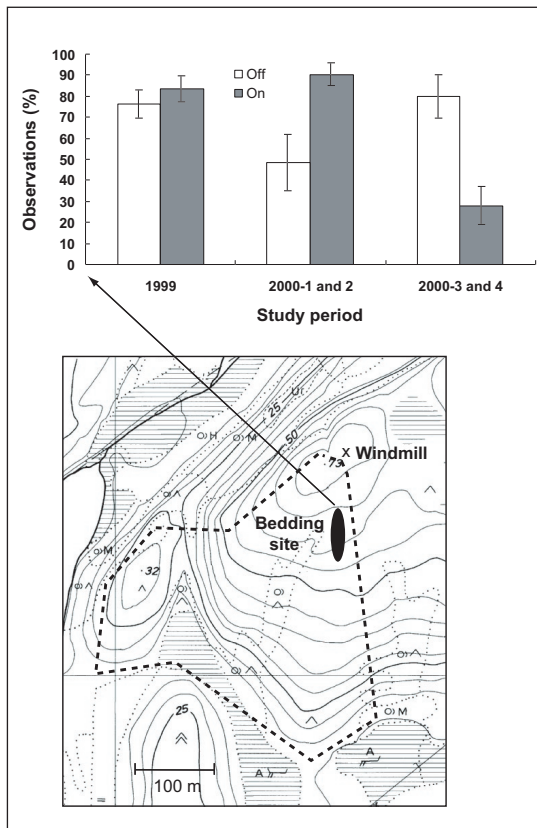 100
90
80
70
60
50
40
30
20
10
0
Observations (%)
Off
On
1999
2000-1 and 2
2000-3 and 4
Study period
25
U
H
M
50
73
X Windmill
Bedding
site
M
32
M
25
A
A
100 m